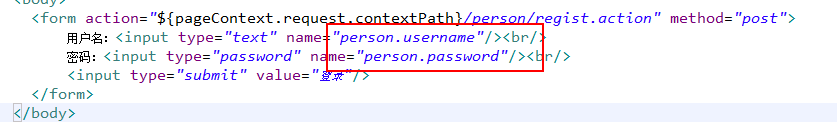 <body>
<form action="${pageContext.request.contextPath}/person/regist.action" method="post">
用户名：<input type="text" name="person.username"/><br/>
密码：<input type="password" name="person.password"/><br/>
<input type="submit" value="登录"/>
</form>
</body>